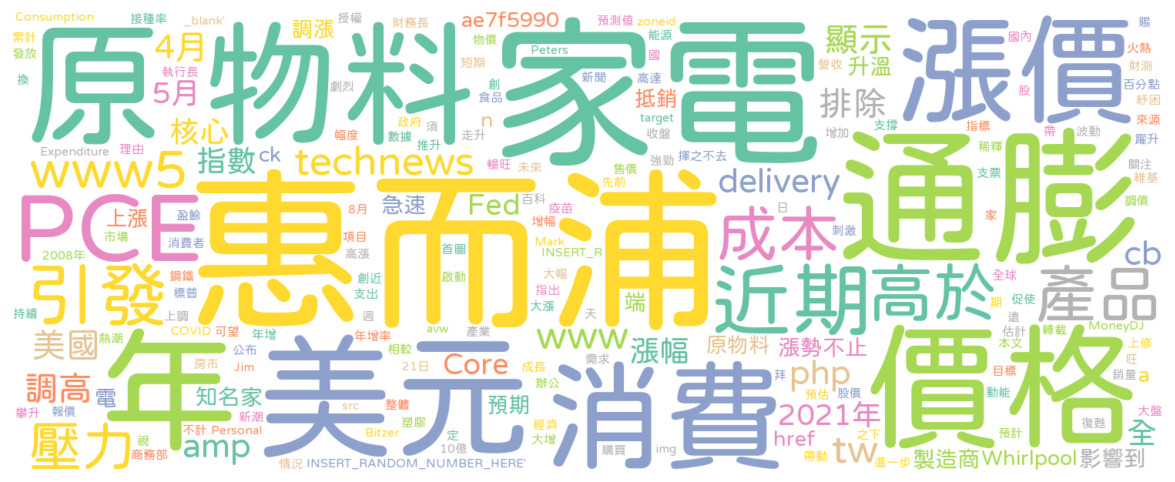 Consumption 接種率 _blank' 調漲 授權 財務長 ae7f5990 預測值 zoneid 國內 賜
累計 4月 物價 Peters 能源 顯示 火熱
發放 原物料 家電 漲價
換 執行長 5月 劇烈 短期 新聞 高達 國 升溫 營收 股 財測 百分點
創 食品 抵銷 排除 紓困
核心 政府 n target 來源
幅度 數據 須 走升 收盤 增加 支撐 指標 帶 波動 躍升
Expenditure 理由 指數 ck 推升 technews 暢旺 未來 強勁 揮之不去 稀釋 關注
www5 售價 delivery 支票 維基
先前 通膨
PCE 上漲 盈餘 惠而浦 急速 Fed 百科 疫苗 成本 日 刺激 家 調價
8月 增幅
市場 消費者 項目 首圖 Mark INSERT_R cb
2008年 高漲
引發 鋼鐵 創近 啟動 大幅 指出 近期 高於 全球 產品
標普 支出 大漲 端 期 促使
持續 上調 週 天 遠
美國 熱潮 COVID 可望 年增 年增率 avw 產業 www 漲幅 原物料 漲勢不止 估計 轉載 MoneyDJ
年 房市 公布 美元 相較 Core 需求 消費 本文 價格 上修
Jim 21日 成長 拜 php 目標 旺
調高 電 知名家 src 整體 預期 辦公 預估 股價 動能 銷量 a
攀升 報價 新潮 塑膠 經濟 2021年 大盤
壓力 視 不計 Personal Bitzer 定 大增 href 之下 預計 復甦 全
商務部 amp 10億 購買 img 帶動 tw 製造商 Whirlpool 影響到
情況 INSERT_RANDOM_NUMBER_HERE' 進一步